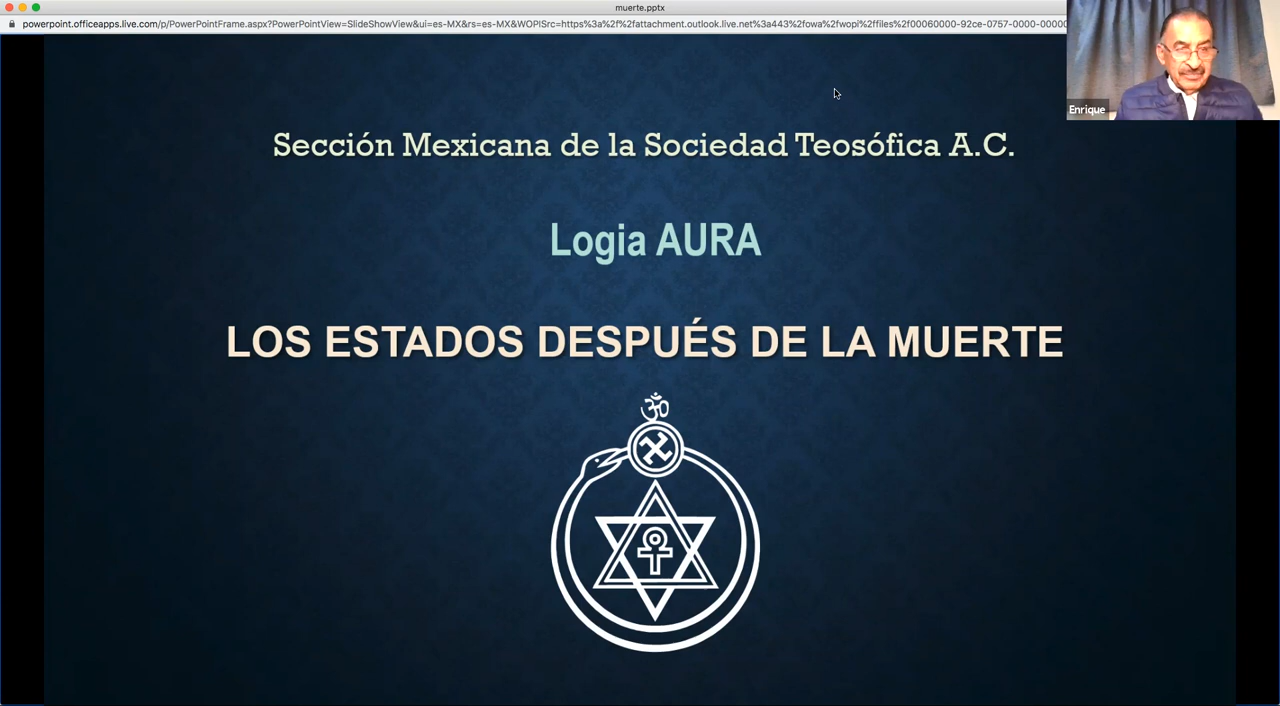 muerte.pptx
powerpoint.officeapps.live.com/p/PowerPointFrame.aspx?PowerPointView=SlideShowView&ui=es-MX&rs=es-MX&WOPISrc=https%3a%2f%2fattachment.outlook.live.net%3a443%2fowa%2fwopi%2ffiles%2f00060000-92ce-0757-0000-00000
Enrique
Sección Mexicana de la Sociedad Teosófica A.C.
Logia AURA
LOS ESTADOS DESPUÉS DE LA MUERTE
ॐ